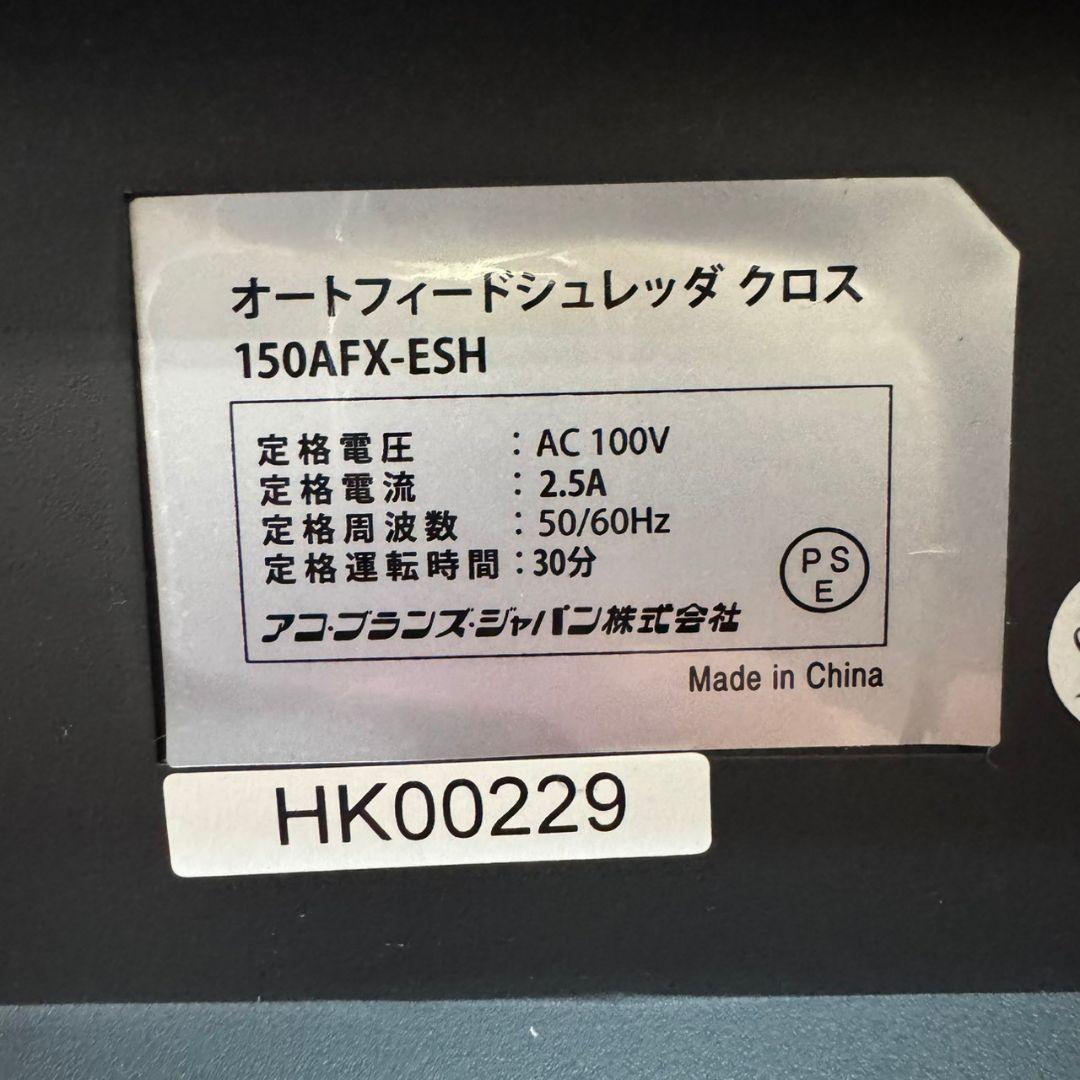 オートフィードシュレッダ クロス
150AFX-ESH
定格電圧 : AC 100V
定格電流 : 2.5A
定格周波数 : 50/60Hz
定格運転時間 : 30分
PS
E
アコ・ブランズ・ジャパン株式会社
Made in China
HK00229